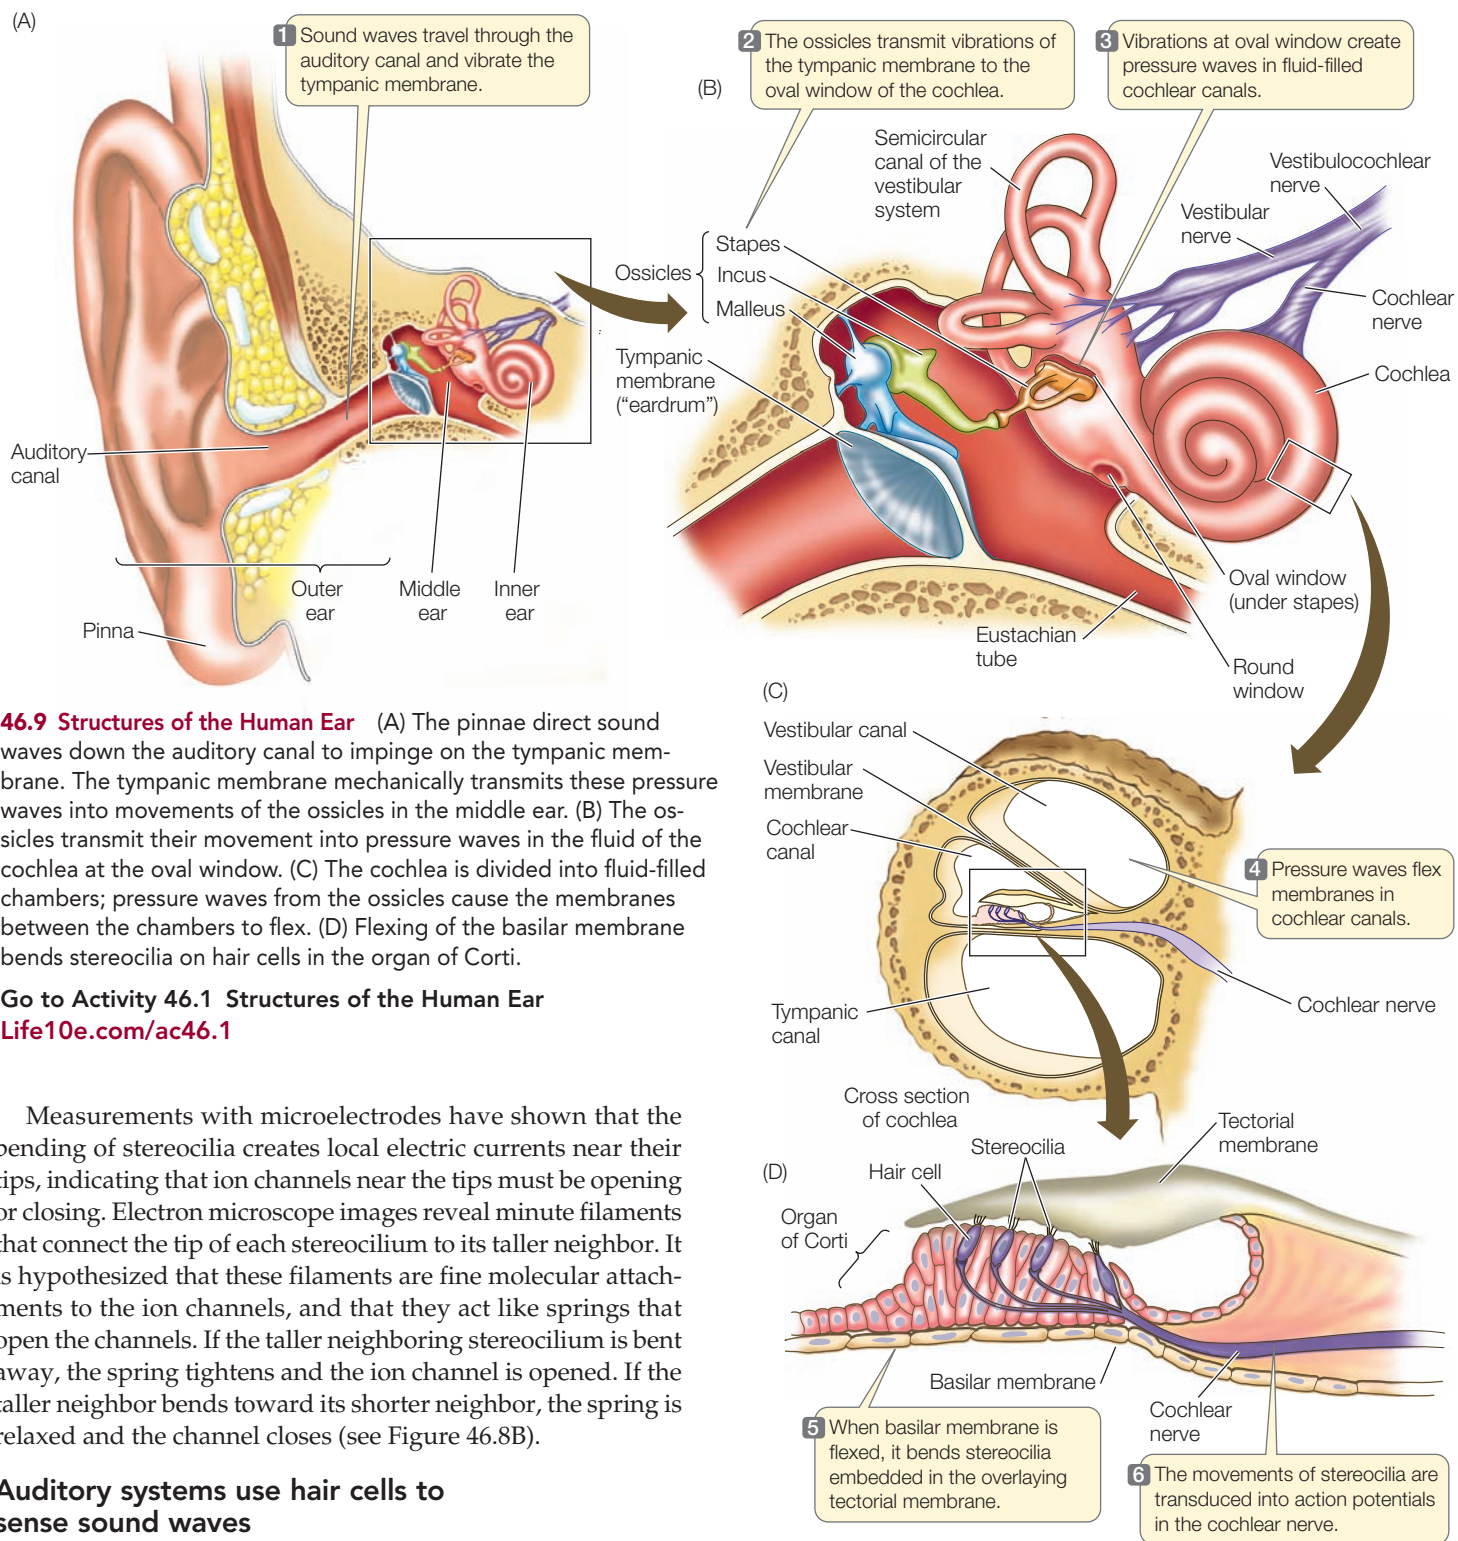 (A)
1 Sound waves travel through the
auditory canal and vibrate the
tympanic membrane.
Auditory
canal
Outer
ear
Middle
ear
Inner
ear
Pinna
(B)
2 The ossicles transmit vibrations of
the tympanic membrane to the
oval window of the cochlea.
3 Vibrations at oval window create
pressure waves in fluid-filled
cochlear canals.
Semicircular
canal of the
vestibular
system
Vestibulocochlear
nerve
Vestibular
nerve
Ossicles
Stapes
Incus
Malleus
Cochlear
nerve
Tympanic
membrane
(“eardrum”)
Cochlea
Oval window
(under stapes)
Eustachian
tube
Round
window
46.9 Structures of the Human Ear (A) The pinnae direct sound
waves down the auditory canal to impinge on the tympanic mem-
brane. The tympanic membrane mechanically transmits these pressure
waves into movements of the ossicles in the middle ear. (B) The os-
sicles transmit their movement into pressure waves in the fluid of the
cochlea at the oval window. (C) The cochlea is divided into fluid-filled
chambers; pressure waves from the ossicles cause the membranes
between the chambers to flex. (D) Flexing of the basilar membrane
bends stereocilia on hair cells in the organ of Corti.
Go to Activity 46.1 Structures of the Human Ear
Life10e.com/ac46.1
(C)
Vestibular canal
Vestibular
membrane
Cochlear
canal
4 Pressure waves flex
membranes in
cochlear canals.
Tympanic
canal
Cochlear nerve
Cross section
of cochlea
(D)
Stereocilia
Hair cell
Tectorial
membrane
Organ
of Corti
Basilar membrane
Cochlear
nerve
5 When basilar membrane is
flexed, it bends stereocilia
embedded in the overlaying
tectorial membrane.
6 The movements of stereocilia are
transduced into action potentials
in the cochlear nerve.
Measurements with microelectrodes have shown that the
bending of stereocilia creates local electric currents near their
tips, indicating that ion channels near the tips must be opening
or closing. Electron microscope images reveal minute filaments
that connect the tip of each stereocilium to its taller neighbor. It
is hypothesized that these filaments are fine molecular attach-
ments to the ion channels, and that they act like springs that
open the channels. If the taller neighboring stereocilium is bent
away, the spring tightens and the ion channel is opened. If the
taller neighbor bends toward its shorter neighbor, the spring is
relaxed and the channel closes (see Figure 46.8B).
Auditory systems use hair cells to
sense sound waves